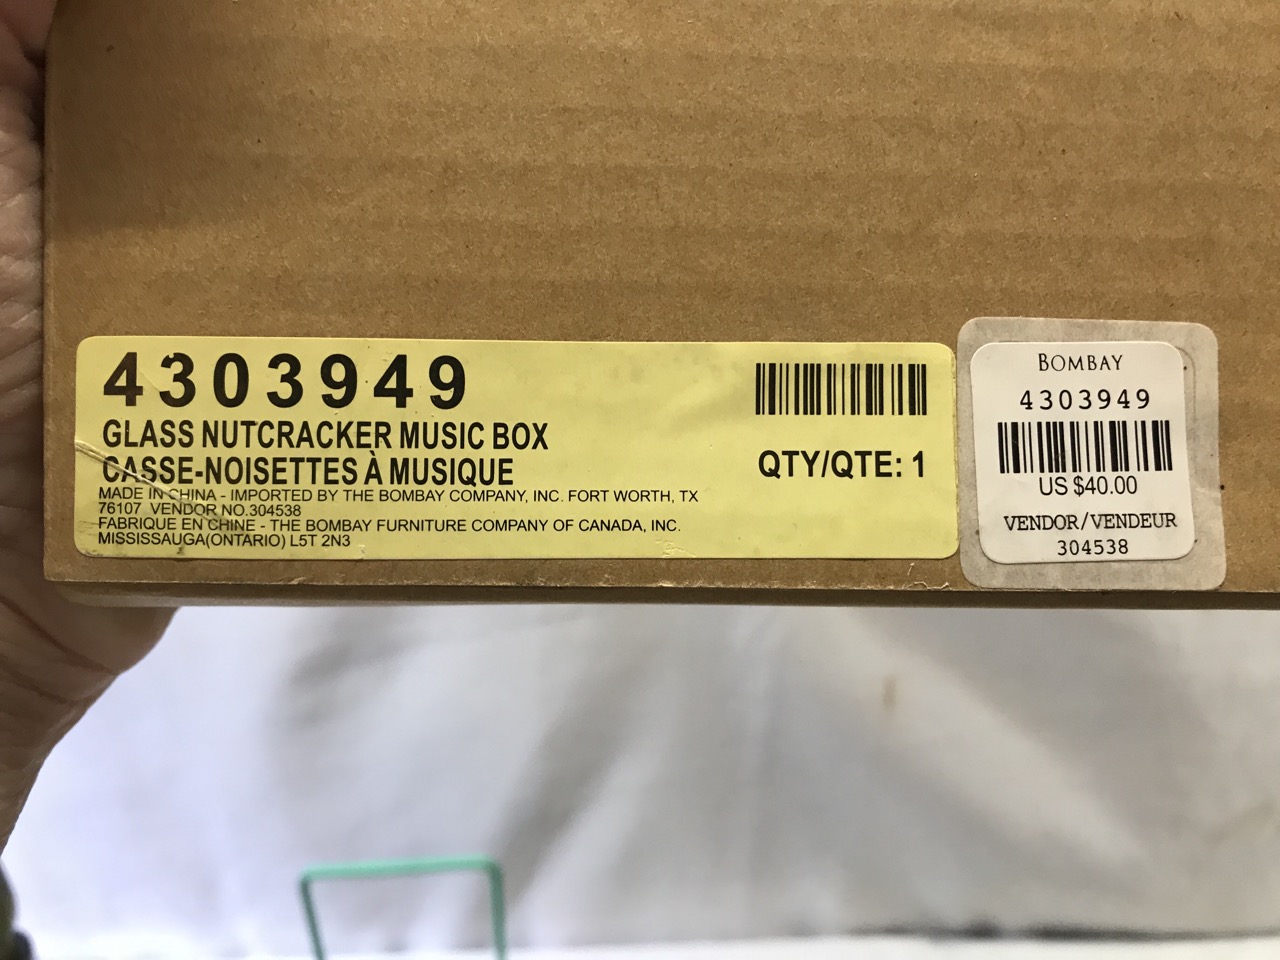 4303949
GLASS NUTCRACKER MUSIC BOX
CASSE-NOISETTES À MUSIQUE
MADE IN CHINA - IMPORTED BY THE BOMBAY COMPANY, INC. FORT WORTH, TX
76107 VENDOR NO.304538
FABRIQUE EN CHINE - THE BOMBAY FURNITURE COMPANY OF CANADA, INC.
MISSISSAUGA(ONTARIO) L5T 2N3
QTY/QTE: 1
BOMBAY
4303949
US $40.00
VENDOR/VENDEUR
304538